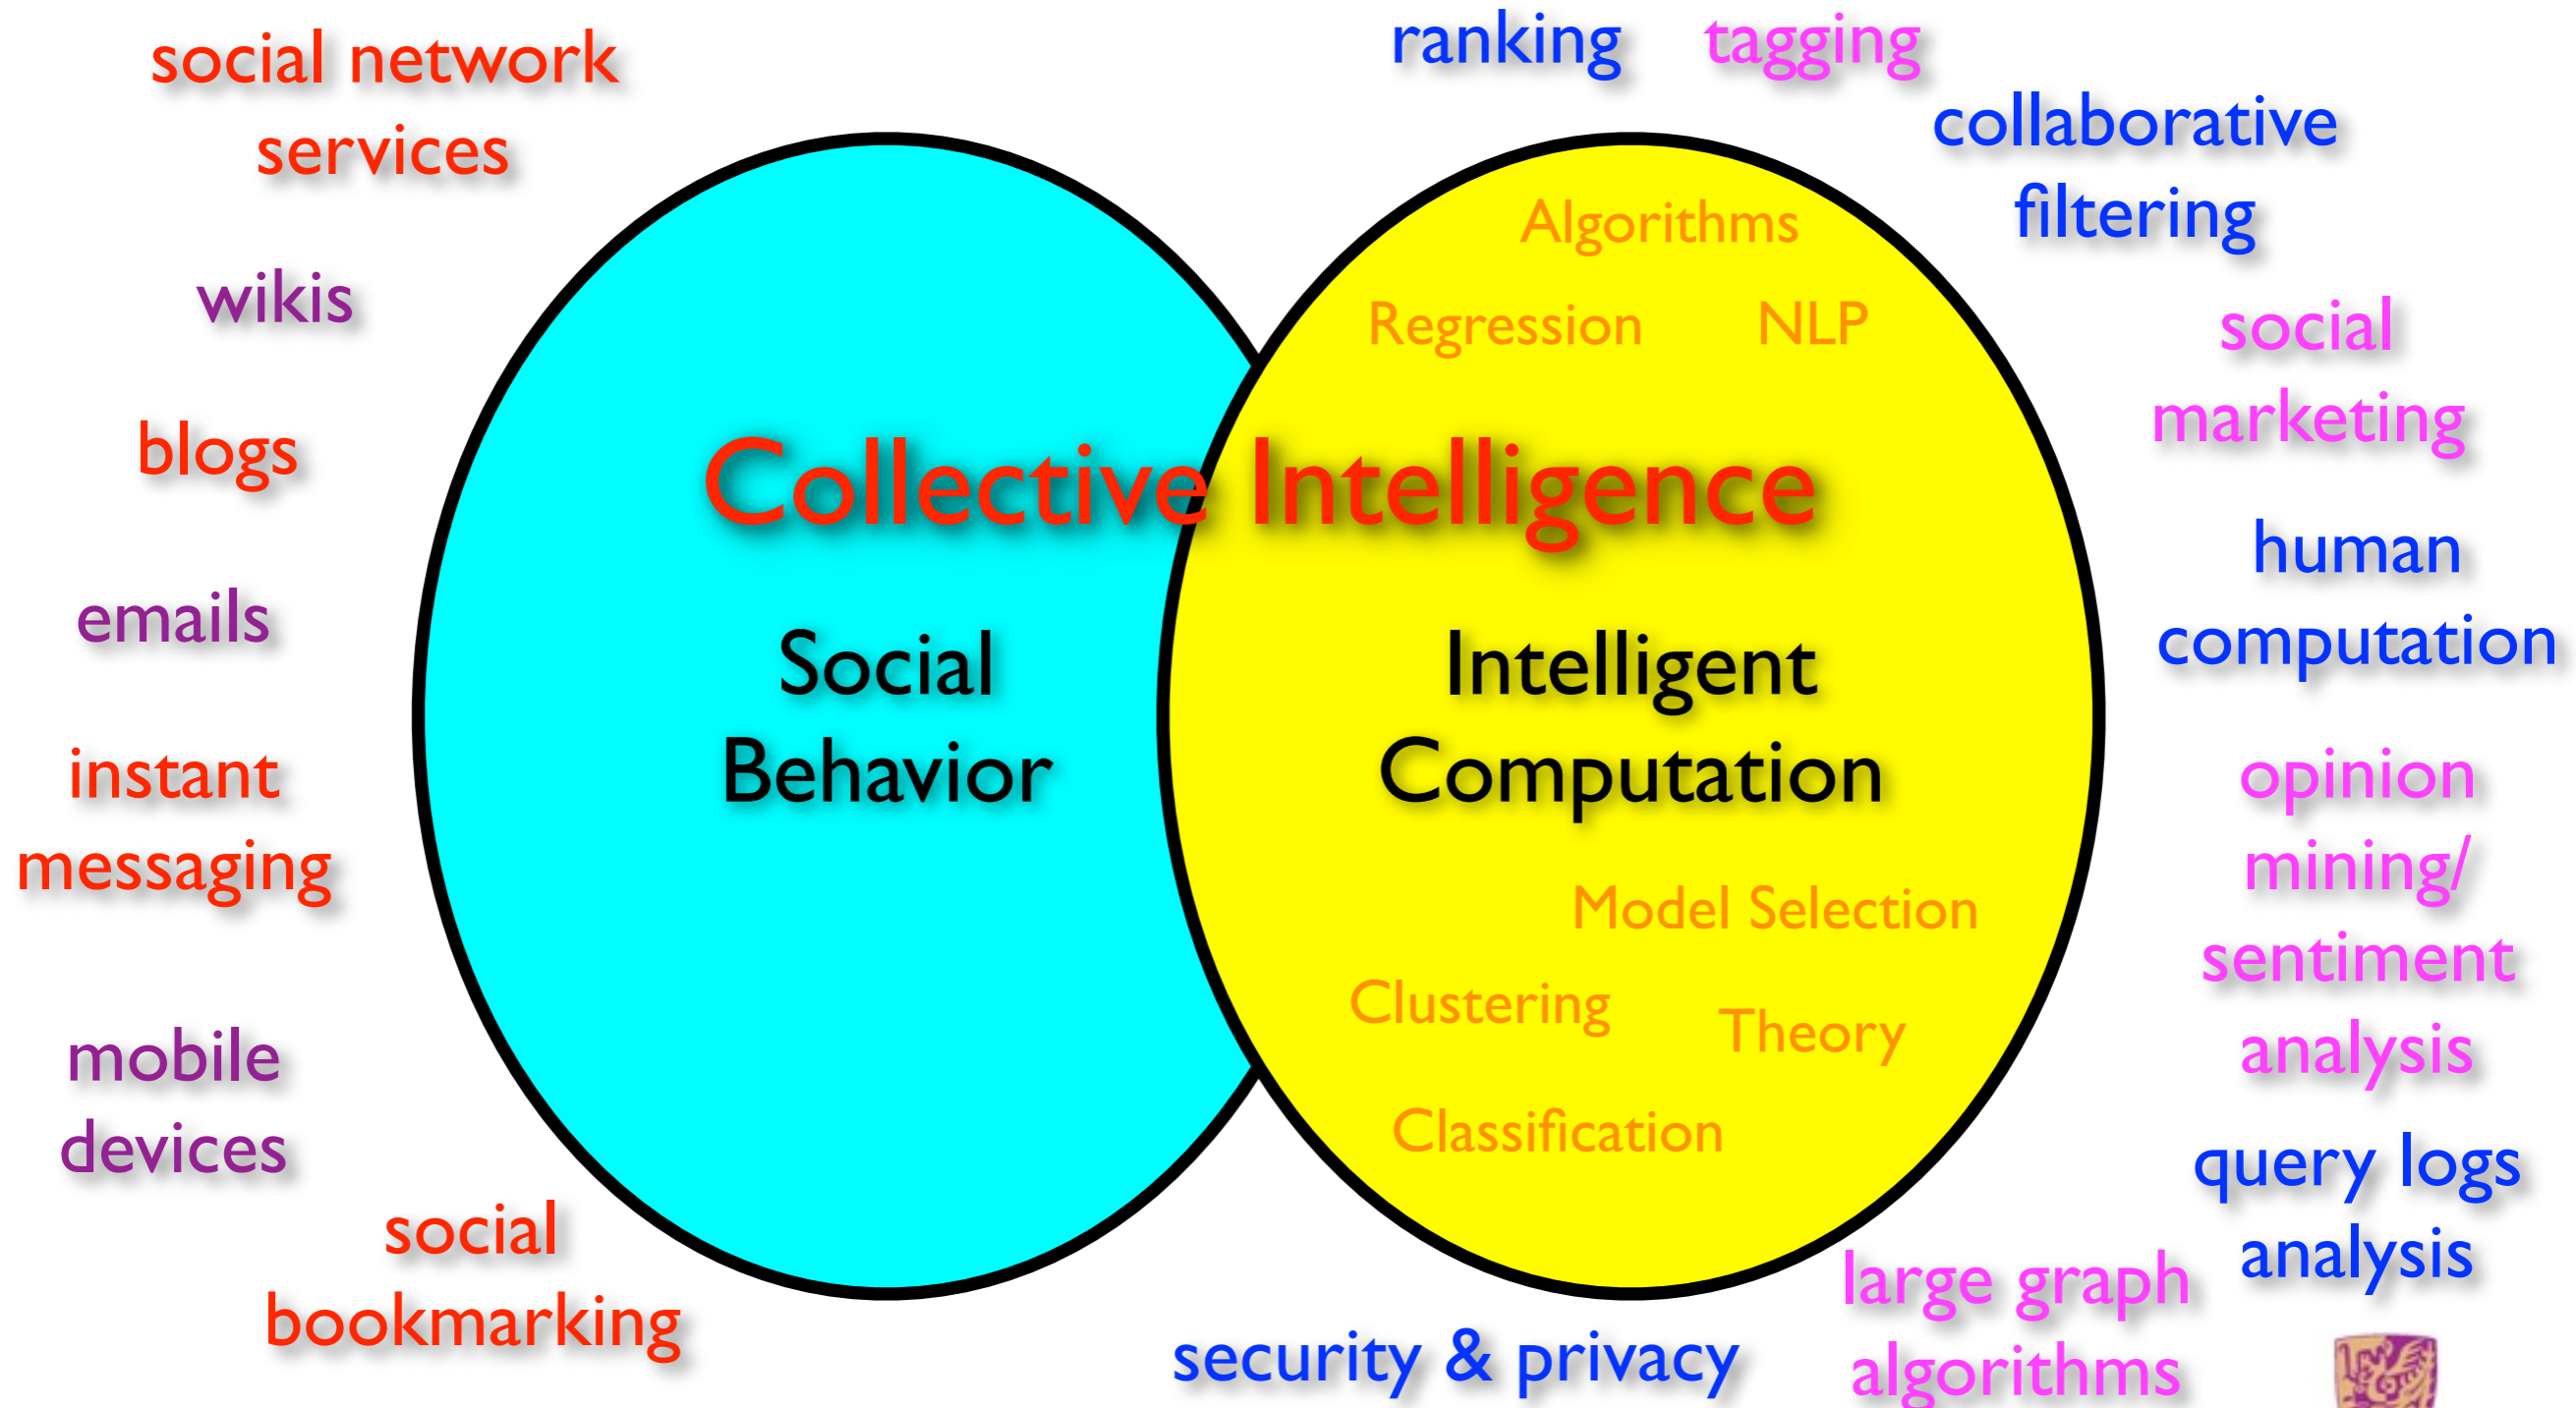 social network
services
wikis
blogs
emails
instant
messaging
mobile
devices
social
bookmarking
Collective Intelligence
Social
Behavior
Algorithms
Regression NLP
Intelligent
Computation
Model Selection
Clustering
Theory
Classification
ranking tagging
collaborative
filtering
social
marketing
human
computation
opinion
mining/
sentiment
analysis
query logs
analysis
large graph
algorithms
security & privacy